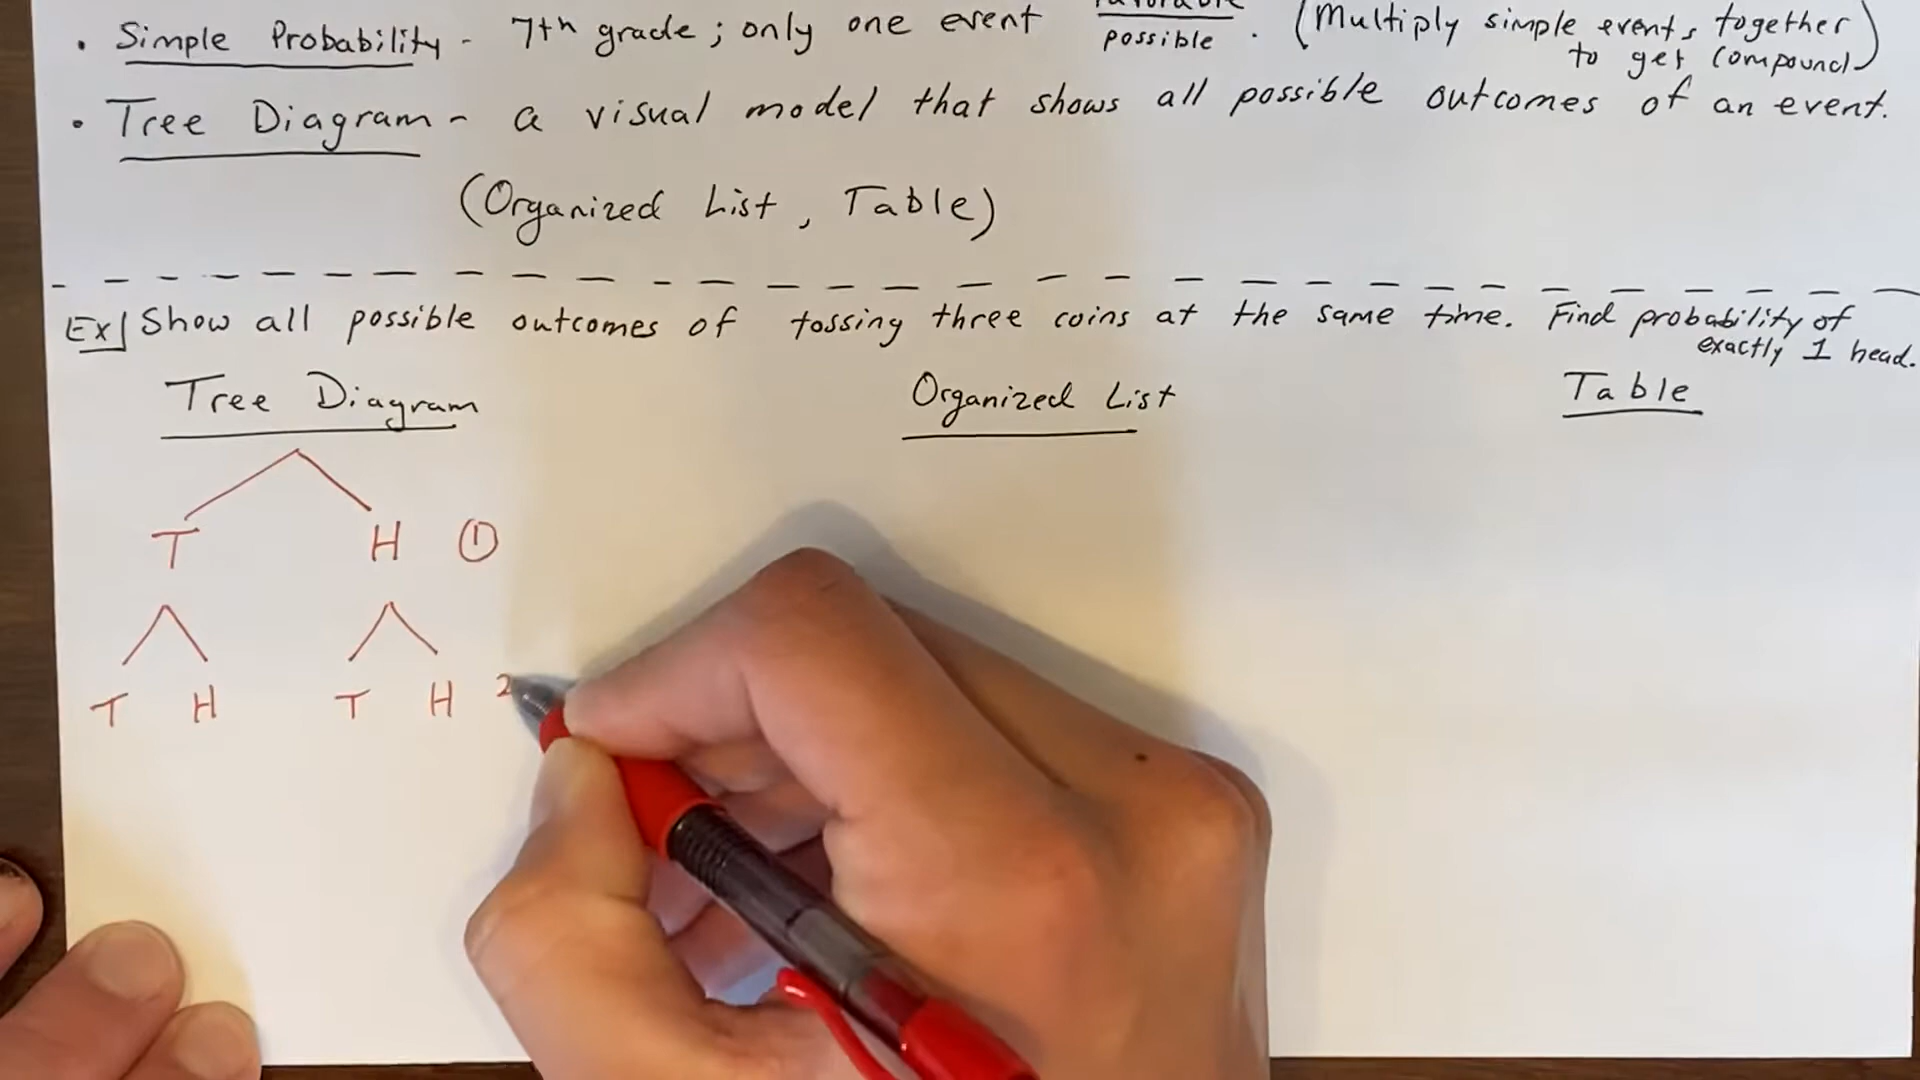 • Simple Probability - 7th grade; only one event favorable/possible. (Multiply simple events together
to get compound)
• Tree Diagram - a visual model that shows all possible outcomes of an event.
(Organized List, Table)
Ex| Show all possible outcomes of tossing three coins at the same time. Find probability of
exactly 1 head.
Tree Diagram Organized List Table
T H ①
T H T H 2